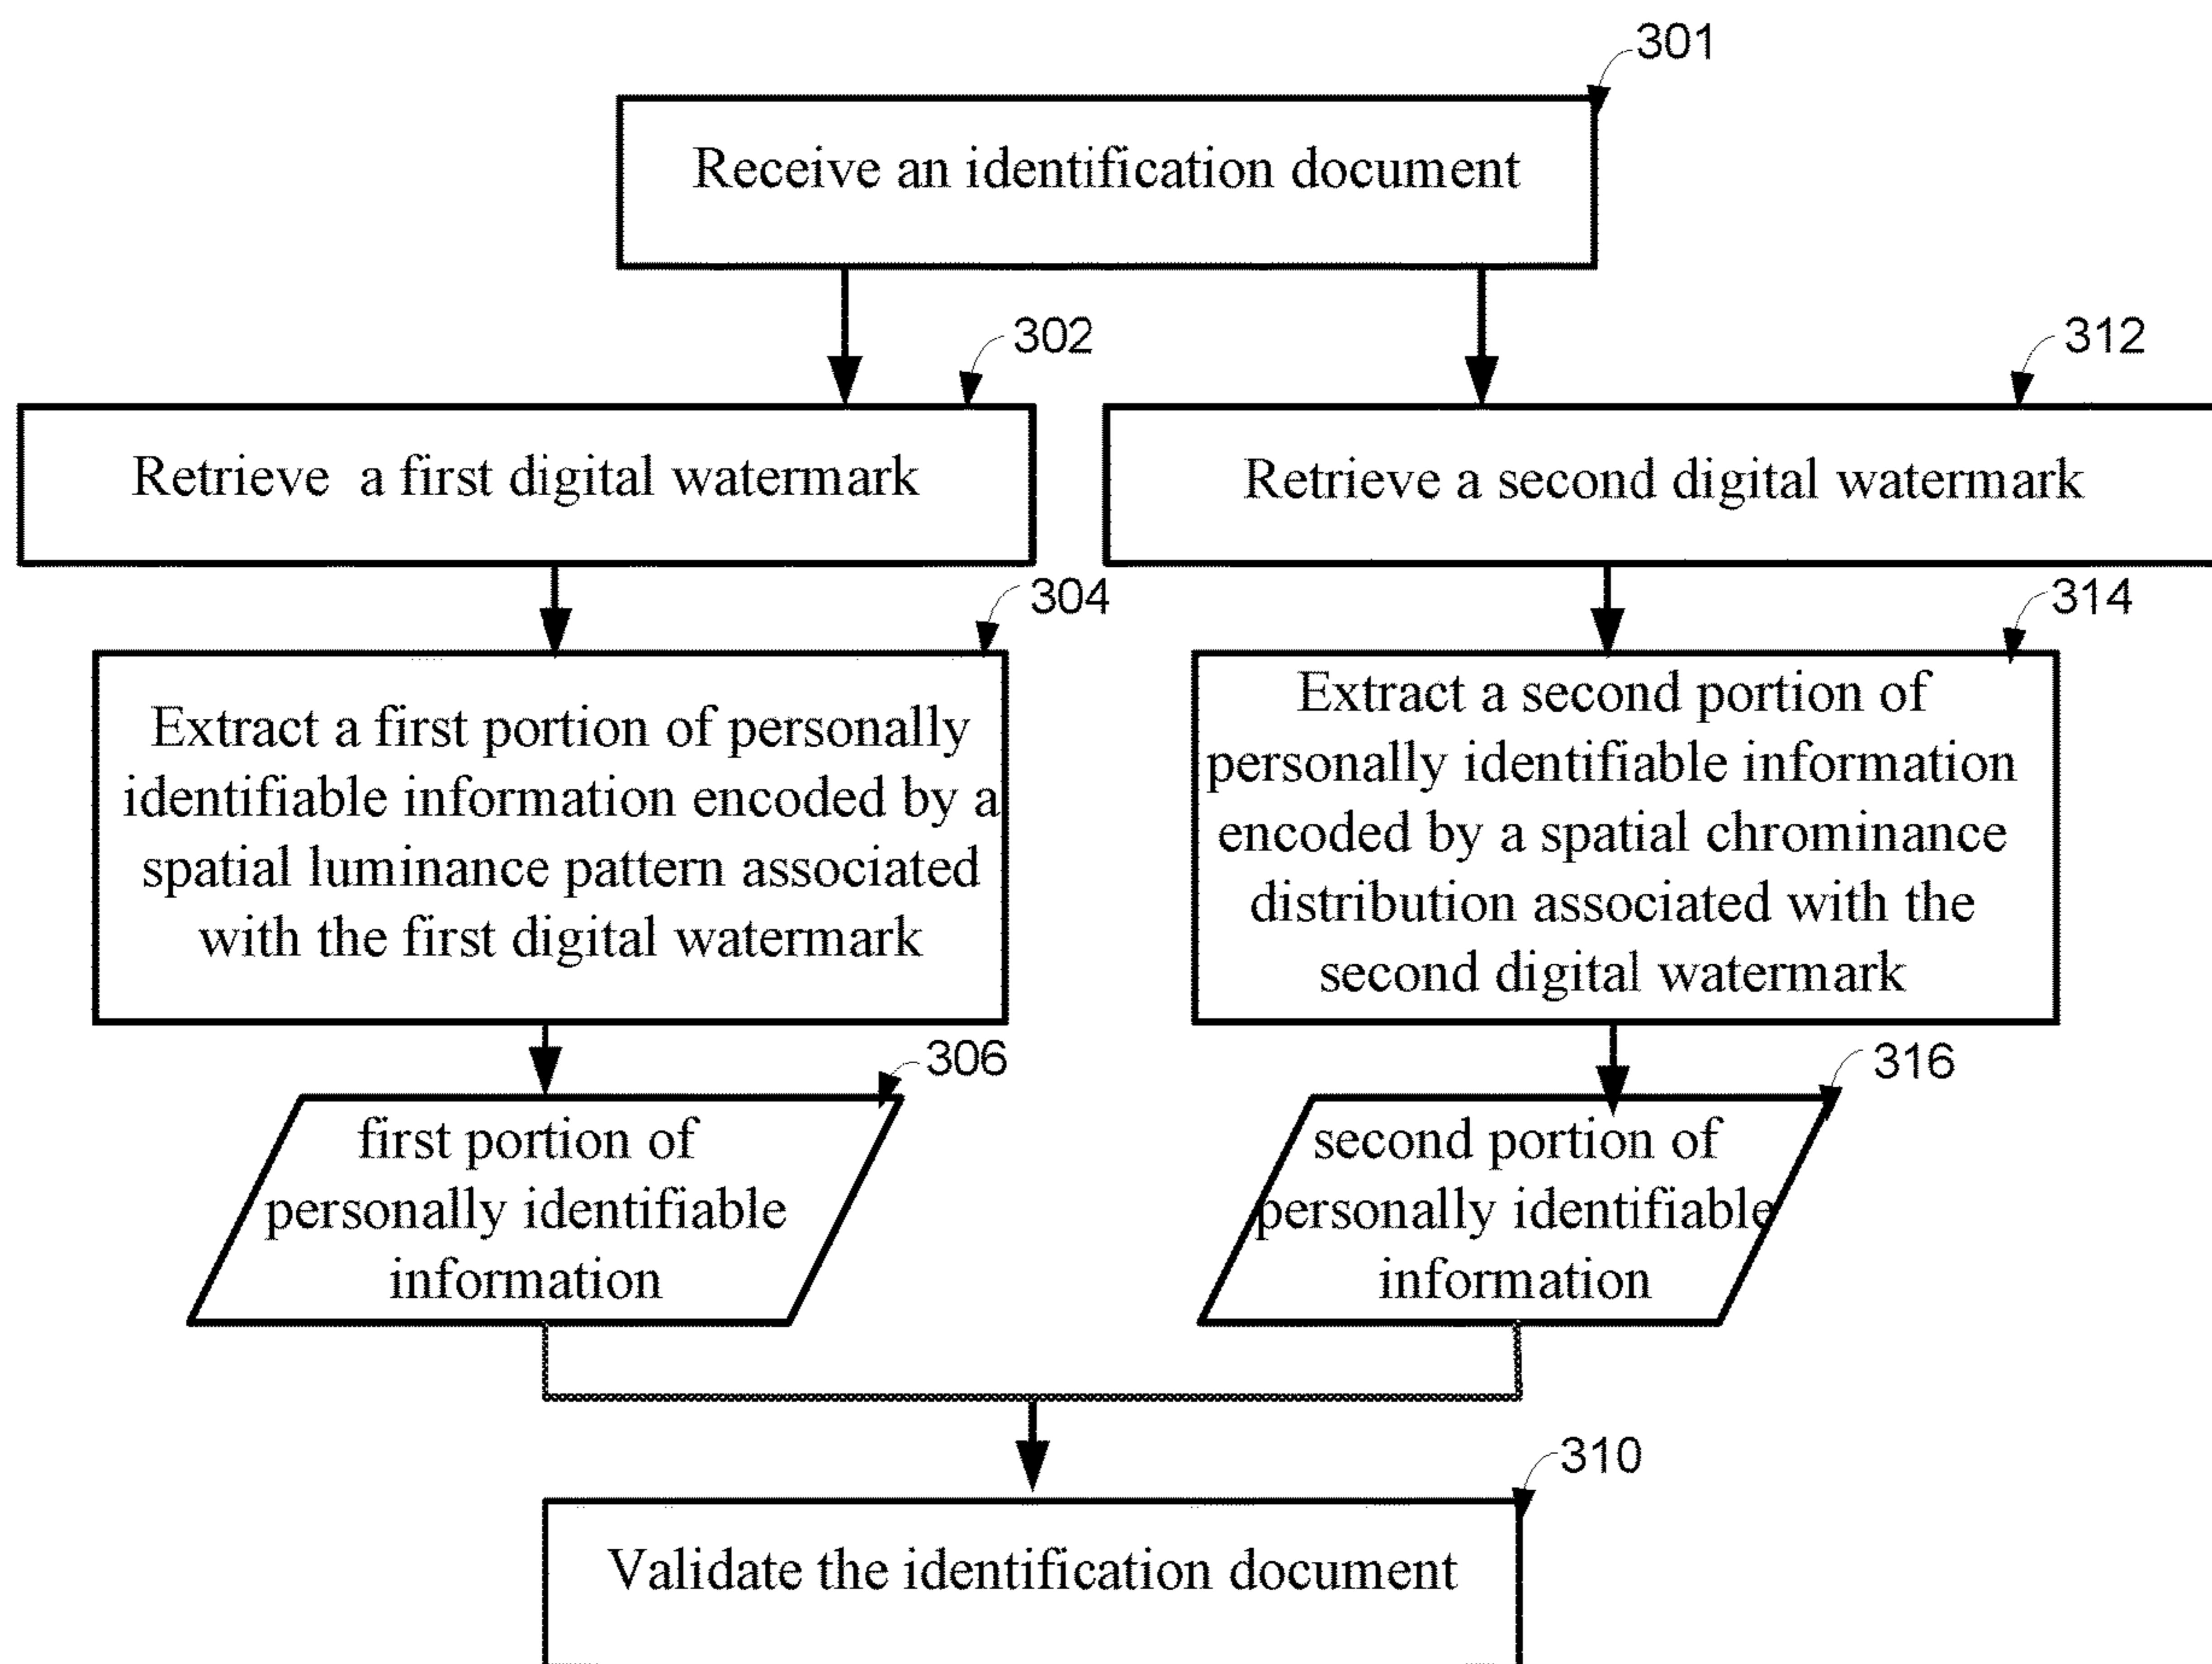 301
Receive an identification document
302
312
Retrieve a first digital watermark
Retrieve a second digital watermark
304
314
Extract a first portion of personally
identifiable information encoded by a
spatial luminance pattern associated
with the first digital watermark
Extract a second portion of
personally identifiable information
encoded by a spatial chrominance
distribution associated with the
second digital watermark
306
316
first portion of
personally identifiable
information
second portion of
personally identifiable
information
310
Validate the identification document